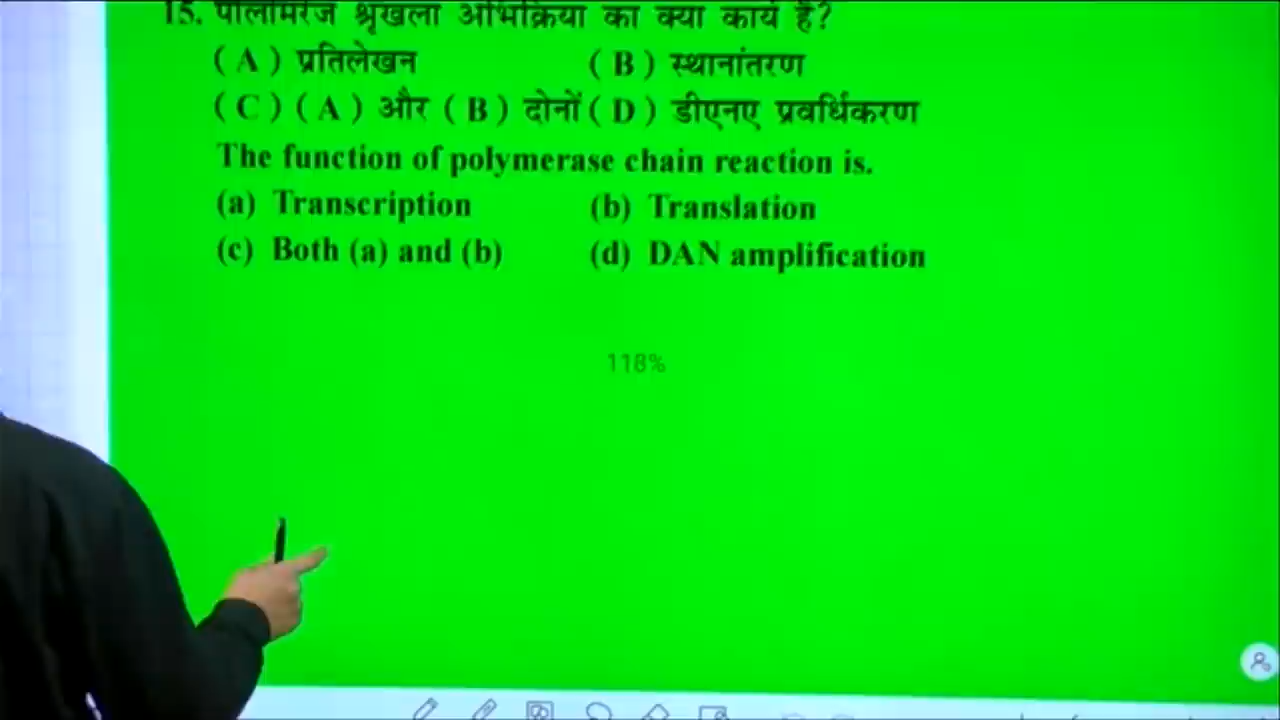 15. पोलीमरेज श्रृंखला अभिक्रिया का क्या कार्य है?
( A ) प्रतिलेखन ( B ) स्थानांतरण
( C ) ( A ) और ( B ) दोनों ( D ) डीएनए प्रवर्धिकरण
The function of polymerase chain reaction is.
(a) Transcription (b) Translation
(c) Both (a) and (b) (d) DAN amplification
118%